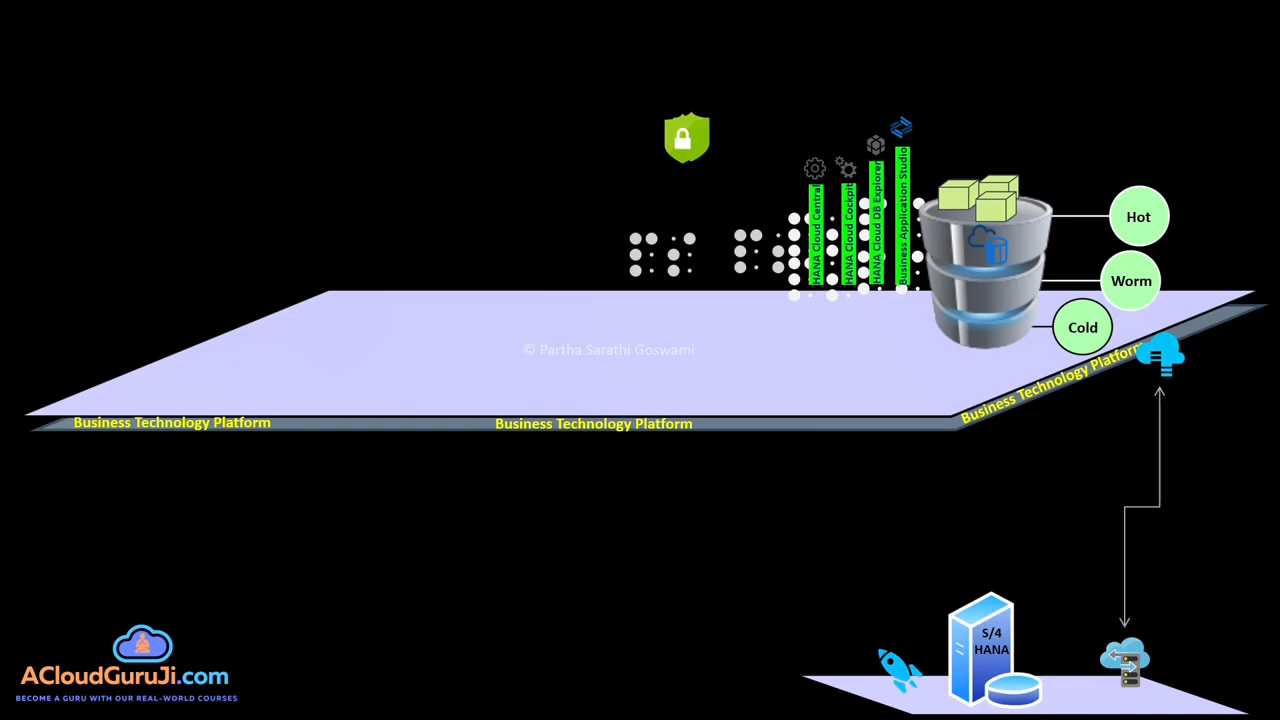 HANA Cloud Central
HANA Cloud Cockpit
HANA Cloud DB Explorer
Business Application Studio
Hot
Worm
Cold
© Partha Sarathi Goswami
Business Technology Platform
Business Technology Platform
Business Technology Platform
S/4
HANA
ACloudGuruJi.com
BECOME A GURU WITH OUR REAL-WORLD COURSES